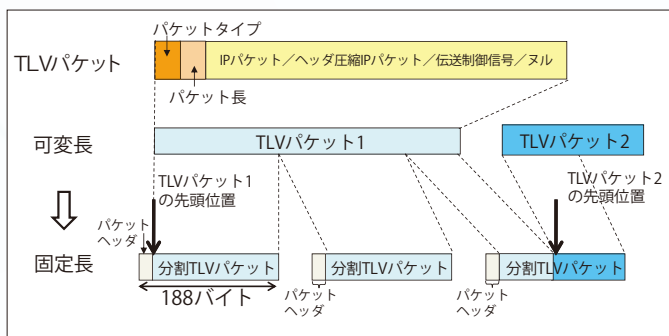 パケットタイプ
TLVパケット
IPパケット／ヘッダ圧縮IPパケット／伝送制御信号／ヌル
パケット長
可変長
TLVパケット1
TLVパケット2
TLVパケット1
の先頭位置
TLVパケット2
の先頭位置
パケット
ヘッダ
固定長
分割TLVパケット
分割TLVパケット
分割TLVパケット
188バイト
パケット
ヘッダ
パケット
ヘッダ